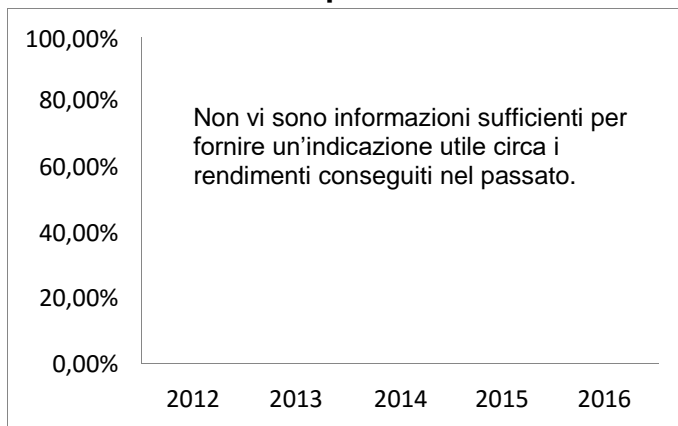 100,00%
80,00%
60,00%
40,00%
20,00%
0,00%
Non vi sono informazioni sufficienti per
fornire un'indicazione utile circa i
rendimenti conseguiti nel passato.
2012 2013 2014 2015 2016